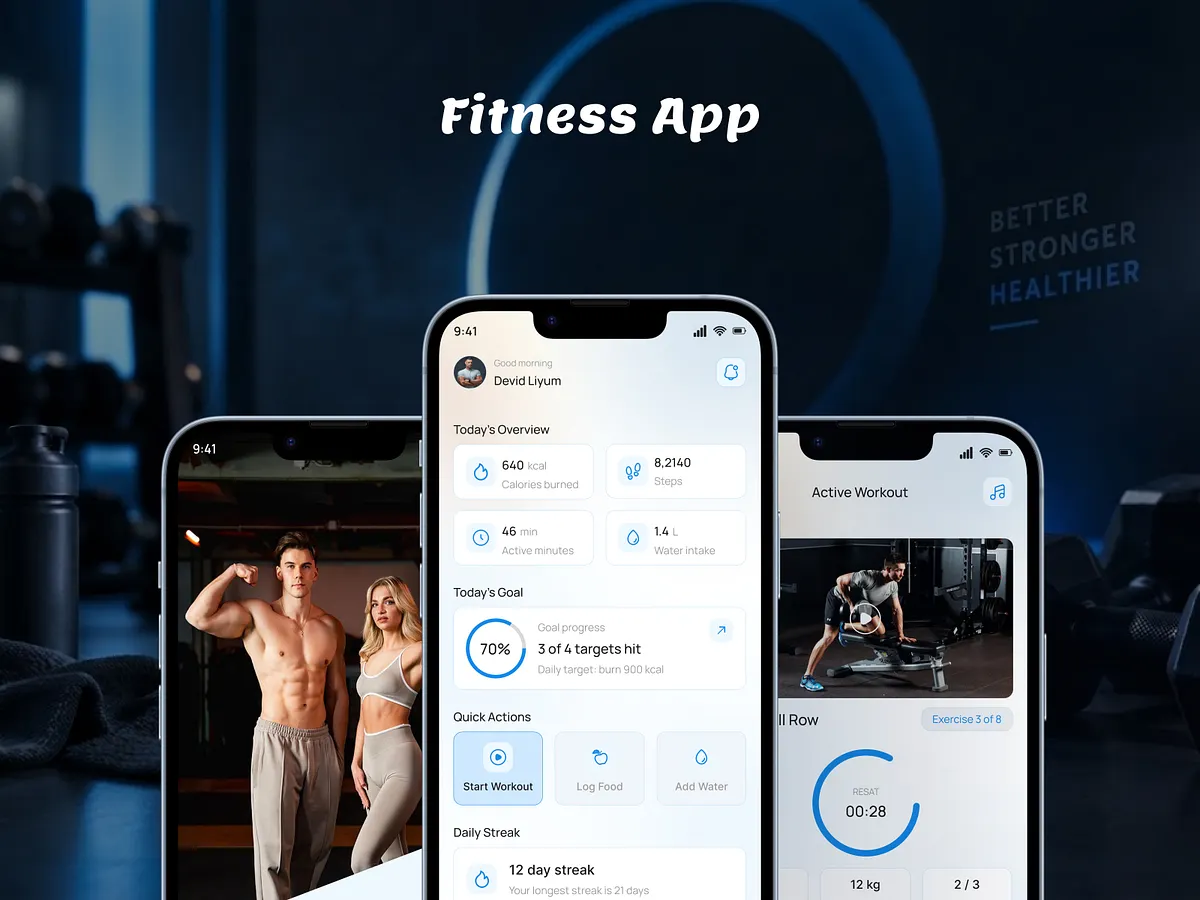 Fitness App
BETTER
STRONGER
HEALTHIER
9:41
Good morning
Devid Liyum
Today's Overview
640 kcal
Calories burned
8,2140
Steps
46 min
Active minutes
1.4 L
Water intake
Today's Goal
70%
Goal progress
3 of 4 targets hit
Daily target: burn 900 kcal
Quick Actions
Start Workout
Log Food
Add Water
Daily Streak
12 day streak
Your longest streak is 21 days
9:41
Active Workout
ll Row
Exercise 3 of 8
RESAT
00:28
12 kg
2 / 3